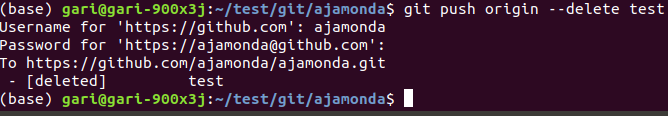 (base) gari@gari-900x3j:~/test/git/ajamonda$ git push origin --delete test
Username for 'https://github.com': ajamonda
Password for 'https://ajamonda@github.com':
To https://github.com/ajamonda/ajamonda.git
 - [deleted]         test
(base) gari@gari-900x3j:~/test/git/ajamonda$